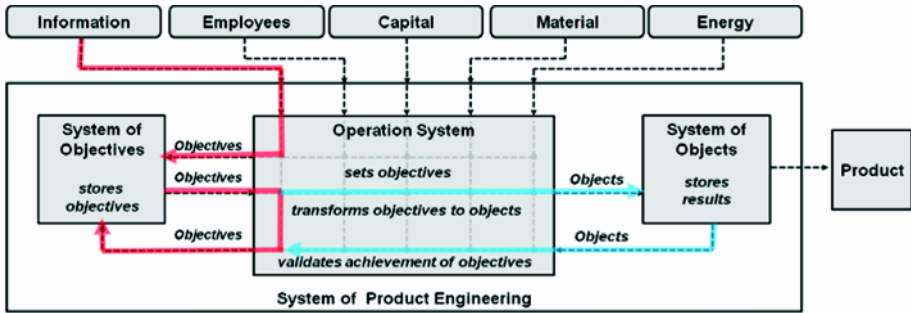 Information
Employees
Capital
Material
Energy
System of
Objectives
stores
objectives
Objectives
Objectives
Objectives
Operation System
sets objectives
transforms objectives to objects
validates achievement of objectives
Objects
Objects
System of
Objects
stores
results
Product
System of Product Engineering